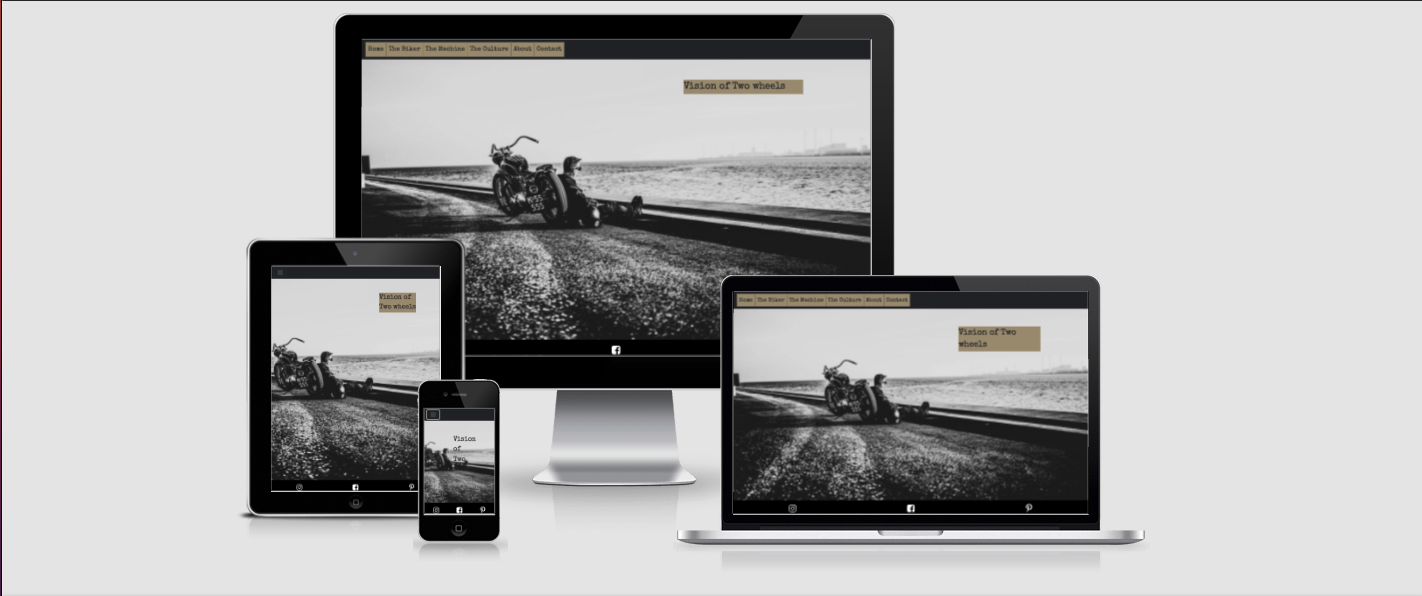 Home The Biker The Machine The Culture About Contact
Vision of Two wheels
Vision of
Two wheels
Vision
of
Two
Home The Biker The Machine The Culture About Contact
Vision of Two
wheels